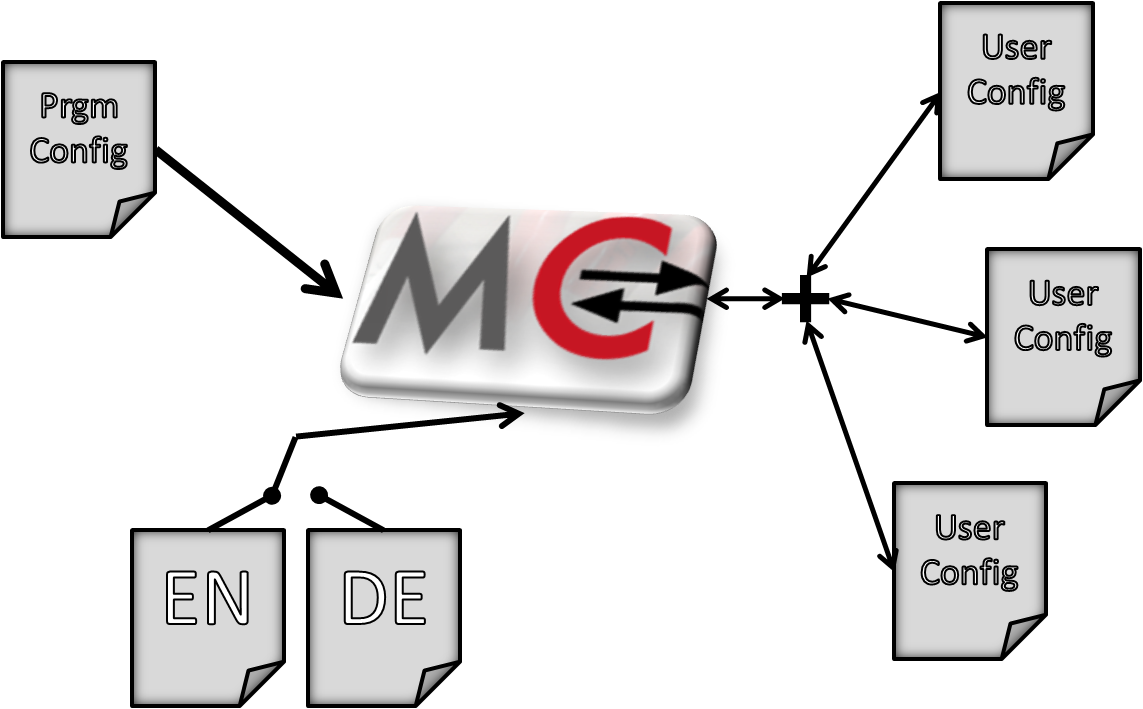 Prgm
Config
User
Config
MC
User
Config
User
Config
EN
DE